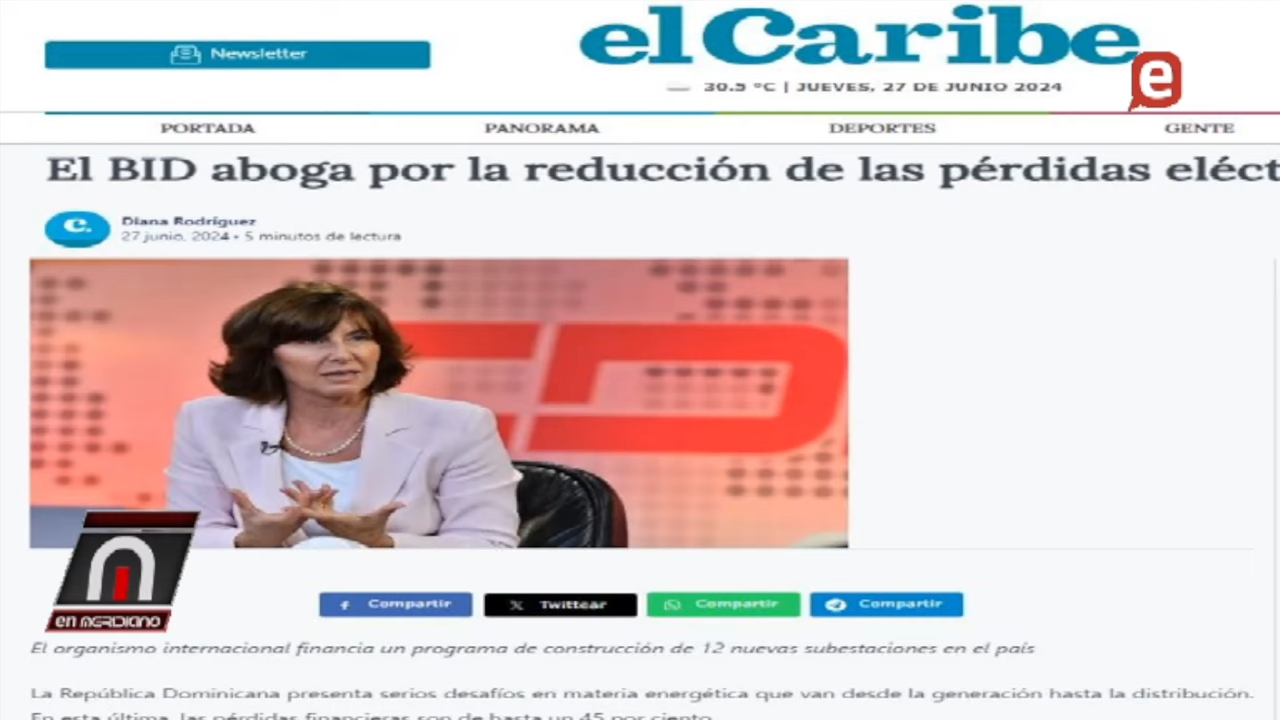 Newsletter
el Caribe
30.5 °C | JUEVES, 27 DE JUNIO 2024
e
PORTADA
PANORAMA
DEPORTES
GENTE
El BID aboga por la reducción de las pérdidas eléct
Diana Rodríguez
27 junio, 2024 • 5 minutos de lectura
c.
CD
en MERIDIANO
Compartir
Twittear
Compartir
Compartir
El organismo internacional financia un programa de construcción de 12 nuevas subestaciones en el país
La República Dominicana presenta serios desafíos en materia energética que van desde la generación hasta la distribución.
En esta última, las pérdidas financieras son de hasta un 45 por ciento